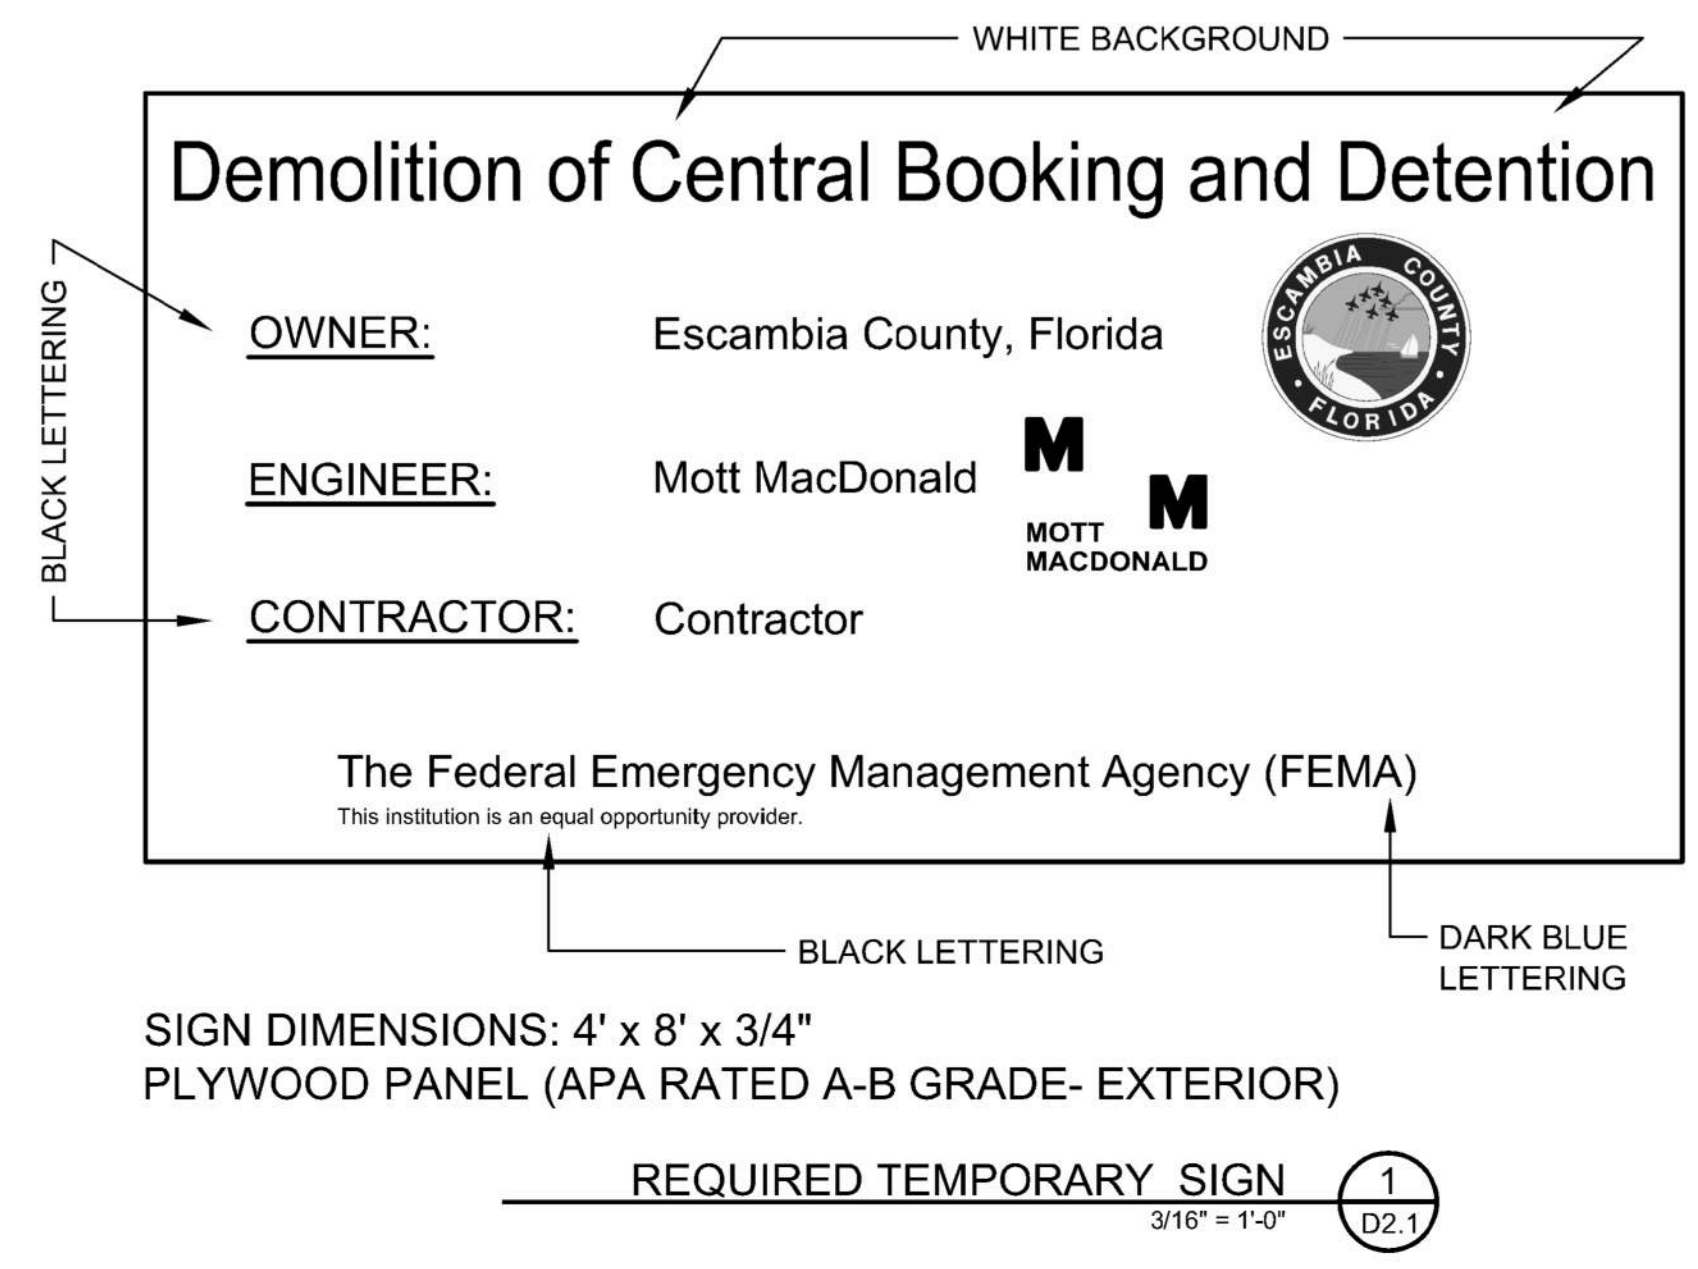 WHITE BACKGROUND
Demolition of Central Booking and Detention
BLACK LETTERING
OWNER: Escambia County, Florida
ESCAMBIA COUNTY • FLORIDA •
ENGINEER: Mott MacDonald
M
M
MOTT
MACDONALD
CONTRACTOR: Contractor
The Federal Emergency Management Agency (FEMA)
This institution is an equal opportunity provider.
BLACK LETTERING
DARK BLUE
LETTERING
SIGN DIMENSIONS: 4' x 8' x 3/4"
PLYWOOD PANEL (APA RATED A-B GRADE- EXTERIOR)
REQUIRED TEMPORARY SIGN
3/16" = 1'-0"
1
D2.1